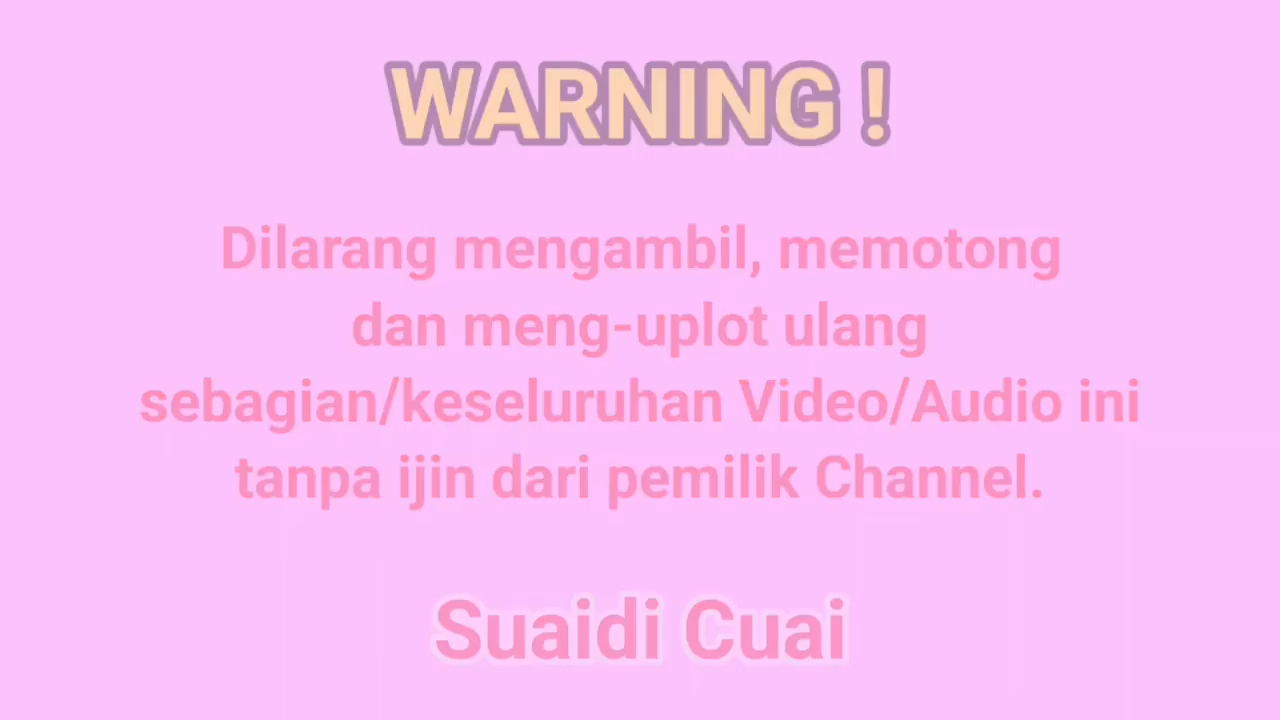 WARNING !
Dilarang mengambil, memotong
dan meng-uplot ulang
sebagian/keseluruhan Video/Audio ini
tanpa ijin dari pemilik Channel.
Suaidi Cuai